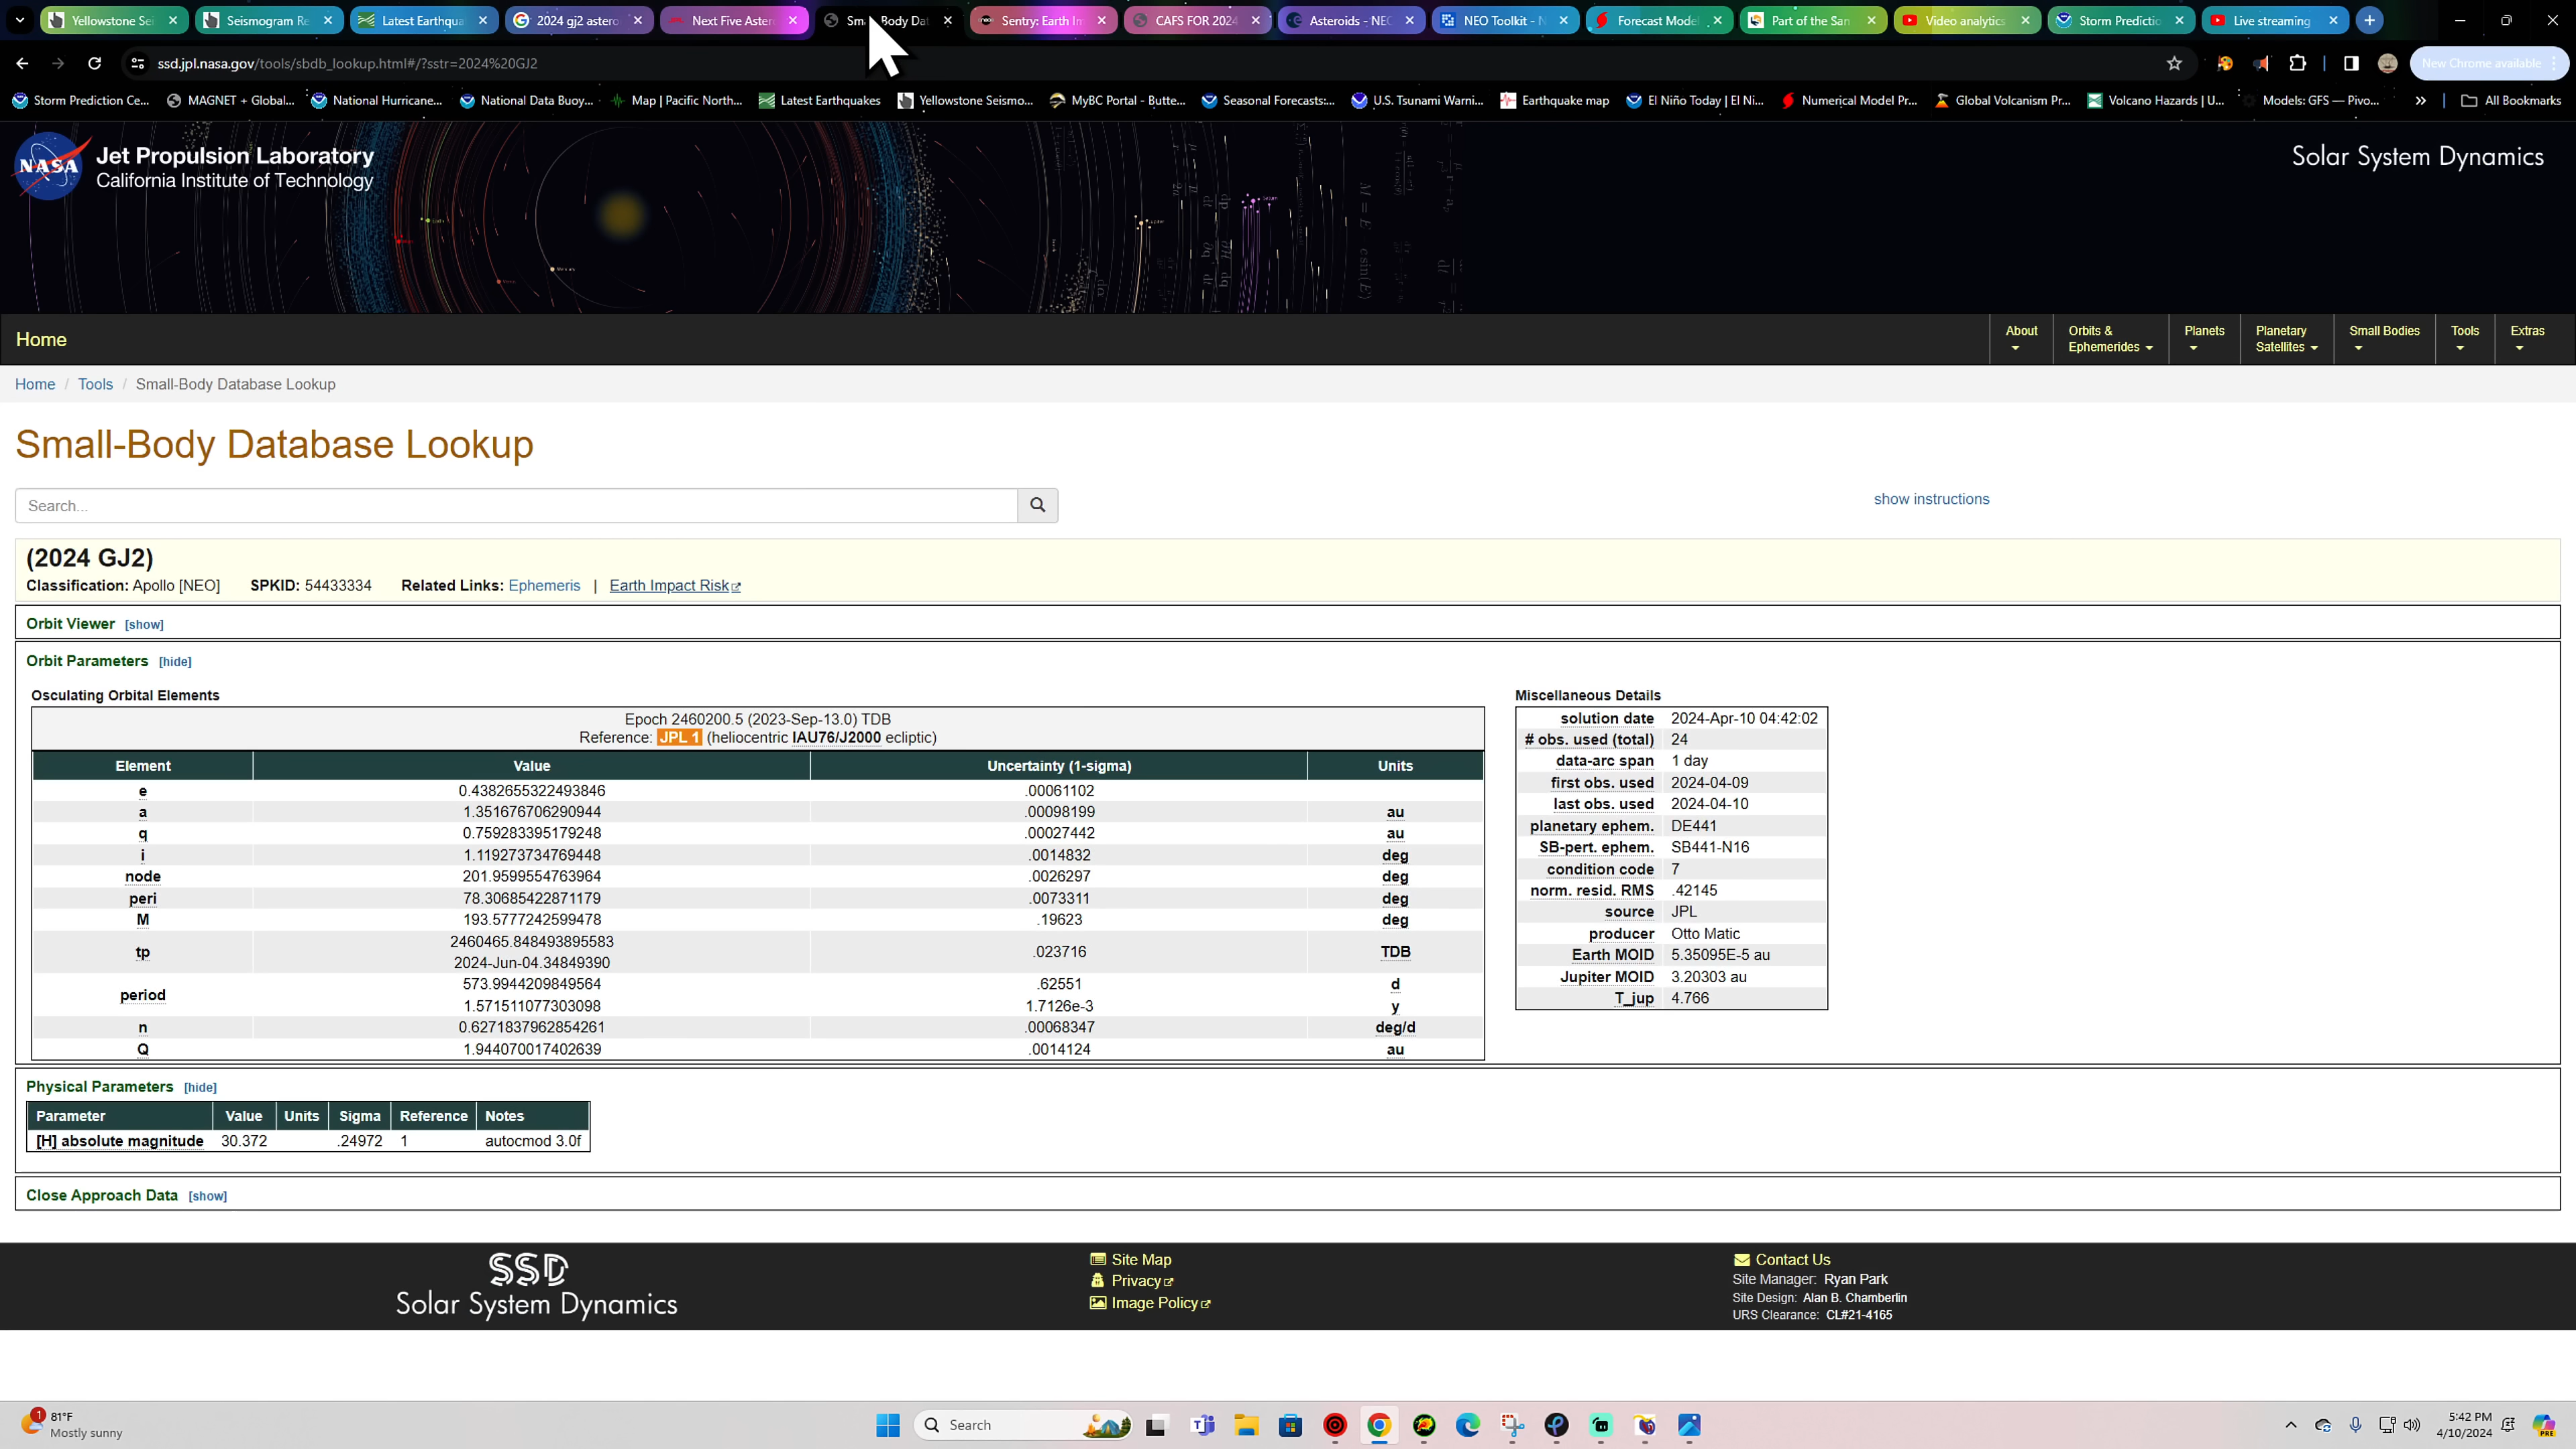 Yellowstone Sei
Seismogram Re
Latest Earthqua
2024 gj2 astero
Next Five Aster
Sma Body Dat
Sentry: Earth Im
CAFS FOR 2024
Asteroids - NEO
NEO Toolkit - N
Forecast Model
Part of the San
Video analytics
Storm Predictio
Live streaming
ssd.jpl.nasa.gov/tools/sbdb_lookup.html#/?sstr=2024%20GJ2
New Chrome available
Storm Prediction Ce...
MAGNET + Global...
National Hurricane...
National Data Buoy...
Map | Pacific North...
Latest Earthquakes
Yellowstone Seismo...
MyBC Portal - Butte...
Seasonal Forecasts:...
U.S. Tsunami Warni...
Earthquake map
El Niño Today | El Ni...
Numerical Model Pr...
Global Volcanism Pr...
Volcano Hazards | U...
Models: GFS — Pivo...
All Bookmarks
NASA
Jet Propulsion Laboratory
California Institute of Technology
Solar System Dynamics
Home
About
Orbits & Ephemerides
Planets
Planetary Satellites
Small Bodies
Tools
Extras
Home / Tools / Small-Body Database Lookup
Small-Body Database Lookup
Search...
show instructions
(2024 GJ2)
Classification: Apollo [NEO] SPKID: 54433334 Related Links: Ephemeris | Earth Impact Risk
Orbit Viewer [show]
Orbit Parameters [hide]
Osculating Orbital Elements
Epoch 2460200.5 (2023-Sep-13.0) TDB
Reference: JPL 1 (heliocentric IAU76/J2000 ecliptic)
Element Value Uncertainty (1-sigma) Units
e 0.4382655322493846 .00061102
a 1.351676706290944 .00098199 au
q 0.759283395179248 .00027442 au
i 1.119273734769448 .0014832 deg
node 201.9599554763964 .0026297 deg
peri 78.30685422871179 .0073311 deg
M 193.5777242599478 .19623 deg
tp 2460465.848493895583 .023716 TDB
2024-Jun-04.34849390
period 573.9944209849564 .62551 d
1.571511077303098 1.7126e-3 y
n 0.6271837962854261 .00068347 deg/d
Q 1.944070017402639 .0014124 au
Miscellaneous Details
solution date 2024-Apr-10 04:42:02
# obs. used (total) 24
data-arc span 1 day
first obs. used 2024-04-09
last obs. used 2024-04-10
planetary ephem. DE441
SB-pert. ephem. SB441-N16
condition code 7
norm. resid. RMS .42145
source JPL
producer Otto Matic
Earth MOID 5.35095E-5 au
Jupiter MOID 3.20303 au
T_jup 4.766
Physical Parameters [hide]
Parameter Value Units Sigma Reference Notes
[H] absolute magnitude 30.372 .24972 1 autocmod 3.0f
Close Approach Data [show]
SSD
Solar System Dynamics
Site Map
Privacy
Image Policy
Contact Us
Site Manager: Ryan Park
Site Design: Alan B. Chamberlin
URS Clearance: CL#21-4165
1
81°F
Mostly sunny
Search
5:42 PM
4/10/2024
PRE